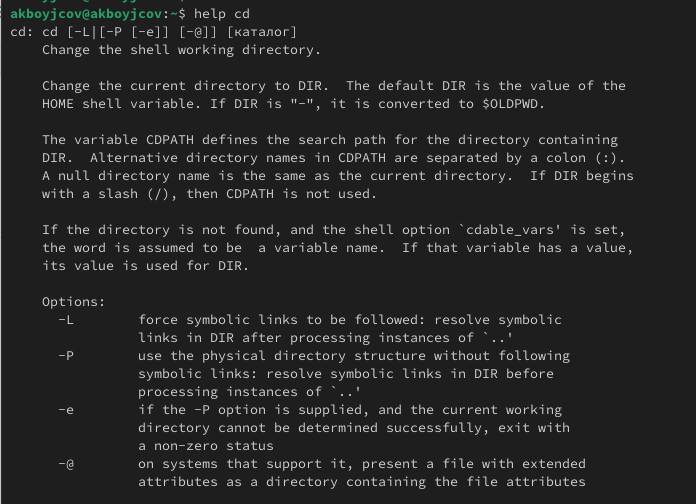 akboyjcov@akboyjcov:~$ help cd
cd: cd [-L|[-P [-e]] [-@]] [каталог]
    Change the shell working directory.

    Change the current directory to DIR.  The default DIR is the value of the
    HOME shell variable. If DIR is "-", it is converted to $OLDPWD.

    The variable CDPATH defines the search path for the directory containing
    DIR.  Alternative directory names in CDPATH are separated by a colon (:).
    A null directory name is the same as the current directory.  If DIR begins
    with a slash (/), then CDPATH is not used.

    If the directory is not found, and the shell option `cdable_vars' is set,
    the word is assumed to be  a variable name.  If that variable has a value,
    its value is used for DIR.

    Options:
      -L        force symbolic links to be followed: resolve symbolic
                links in DIR after processing instances of `..'
      -P        use the physical directory structure without following
                symbolic links: resolve symbolic links in DIR before
                processing instances of `..'
      -e        if the -P option is supplied, and the current working
                directory cannot be determined successfully, exit with
                a non-zero status
      -@        on systems that support it, present a file with extended
                attributes as a directory containing the file attributes